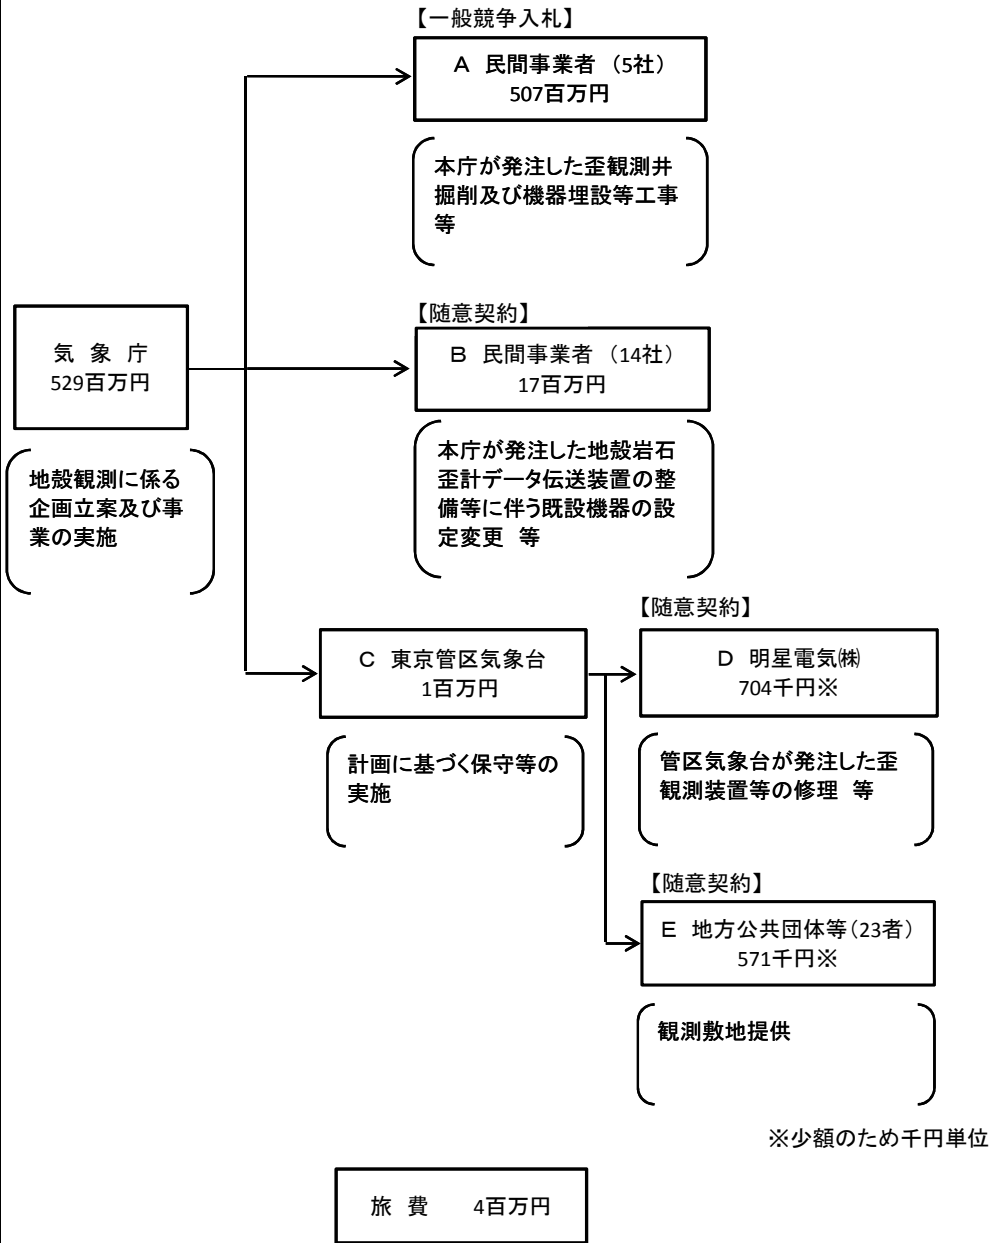 【一般競争入札】
A 民間事業者 （5社）
507百万円
本庁が発注した歪観測井
掘削及び機器埋設等工事
等
【随意契約】
気 象 庁
529百万円
B 民間事業者 （14社）
17百万円
地殻観測に係る
企画立案及び事
業の実施
本庁が発注した地殻岩石
歪計データ伝送装置の整
備等に伴う既設機器の設
定変更 等
【随意契約】
C 東京管区気象台
1百万円
D 明星電気㈱
704千円※
計画に基づく保守等の
実施
管区気象台が発注した歪
観測装置等の修理 等
【随意契約】
E 地方公共団体等（23者）
571千円※
観測敷地提供
※少額のため千円単位
旅 費 4百万円